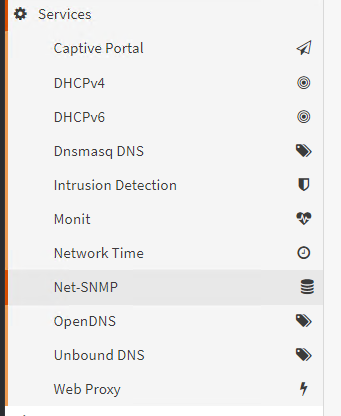 Services
Captive Portal
DHCPv4
DHCPv6
Dnsmasq DNS
Intrusion Detection
Monit
Network Time
Net-SNMP
OpenDNS
Unbound DNS
Web Proxy